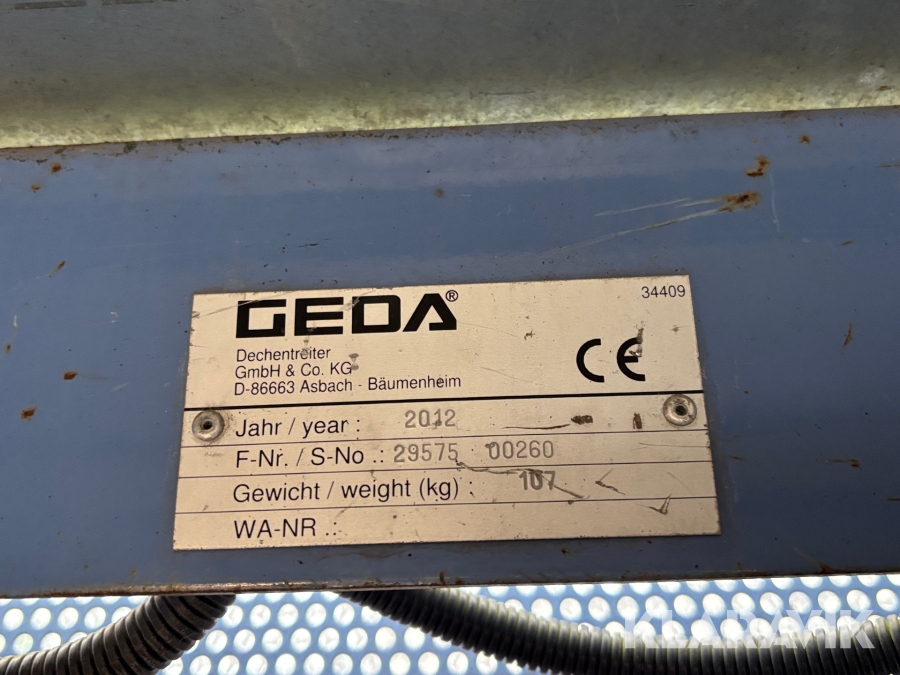 GEDA®
34409
Dechentreiter
GmbH & Co. KG
D-86663 Asbach - Bäumenheim
CE
Jahr / year : 2012
F-Nr. / S-No .: 29575 00260
Gewicht / weight (kg) : 107
WA-NR .:
KLARAVIK